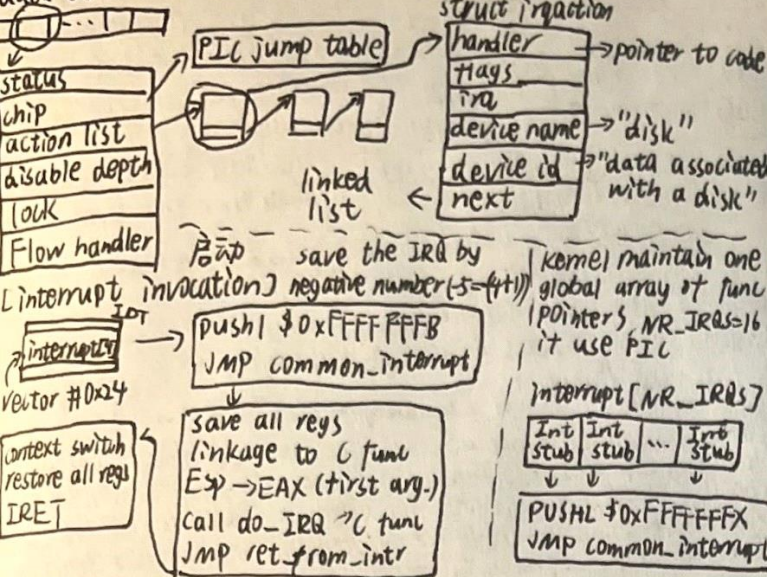 struct irqaction
PIC jump table
handler
pointer to code
flags
irq
device name
"disk"
device id
"data associated
with a disk"
next
linked
list
status
chip
action list
disable depth
lock
Flow handler
启动
save the IRQ by
[interrupt invocation] negative number(-5=-(4+1))
IDT
interrupt[4]
vector #0x24
pushl $0xFFFF FFFB
JMP common_interrupt
save all regs
linkage to C func
Esp → EAX (first arg.)
call do_IRQ → C func
JMP ret_from_intr
context switch
restore all regs
IRET
kernel maintain one
global array of func
pointers, NR_IRQs=16
it use PIC
interrupt [NR_IRQs]
Int Int ... Int
stub stub stub
PUSHL $0xFFFFFFFX
JMP common_interrupt